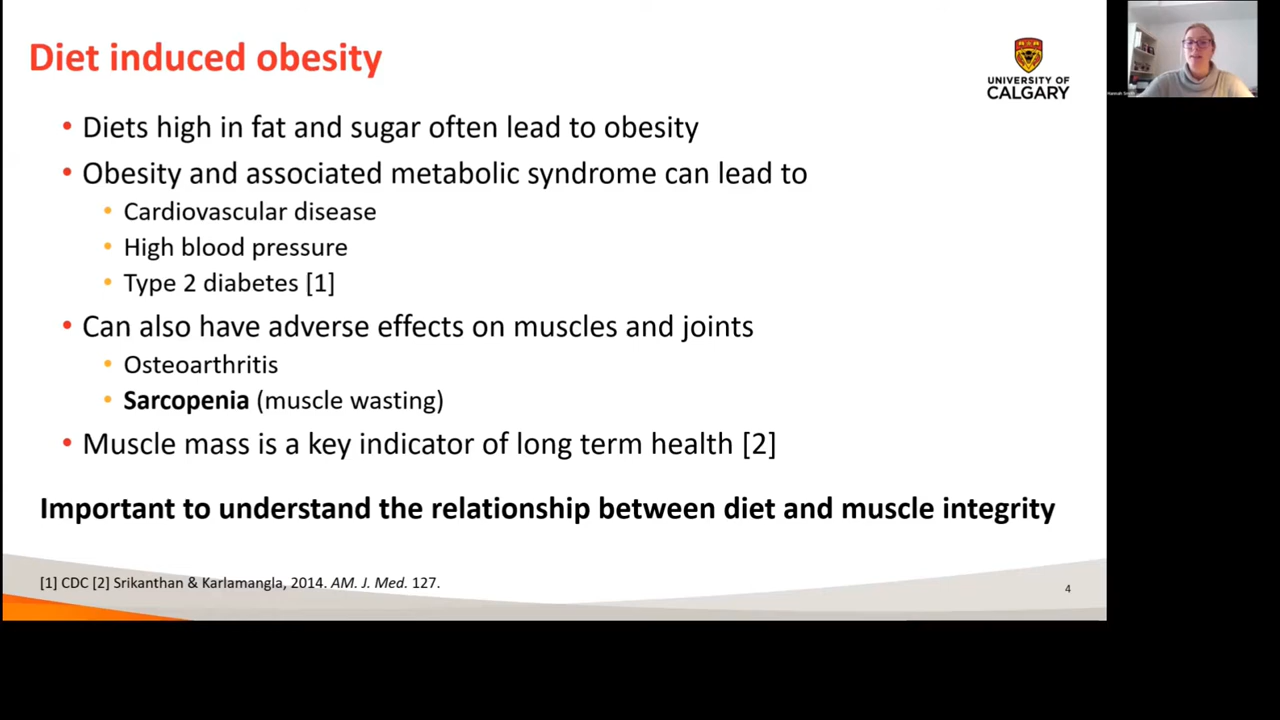 Diet induced obesity
UNIVERSITY OF
CALGARY
• Diets high in fat and sugar often lead to obesity
• Obesity and associated metabolic syndrome can lead to
• Cardiovascular disease
• High blood pressure
• Type 2 diabetes [1]
• Can also have adverse effects on muscles and joints
• Osteoarthritis
• Sarcopenia (muscle wasting)
• Muscle mass is a key indicator of long term health [2]
Important to understand the relationship between diet and muscle integrity
[1] CDC [2] Srikanthan & Karlamangla, 2014. AM. J. Med. 127.
4